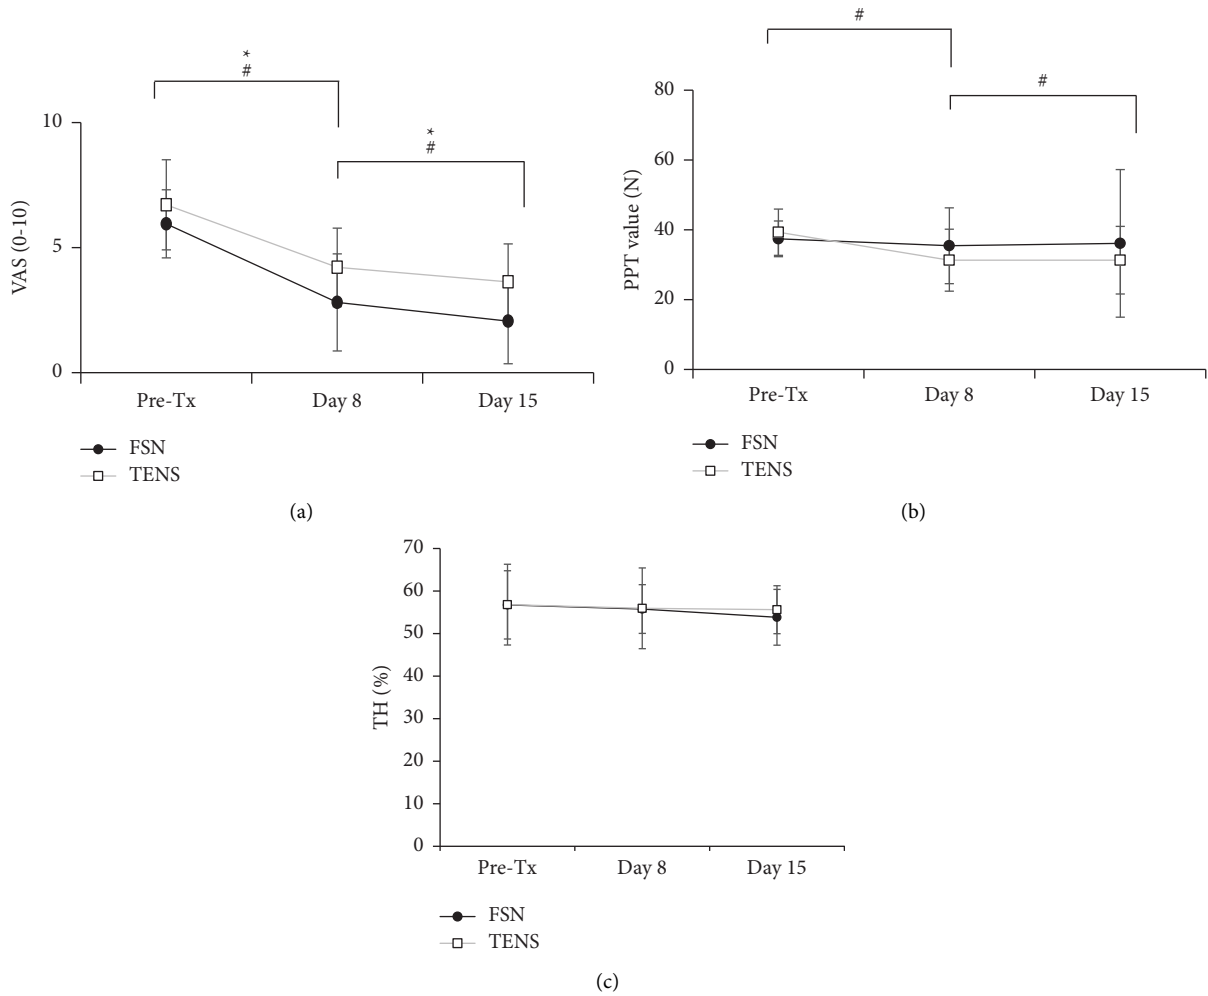 *
#
*
#
10
5
0
VAS (0-10)
Pre-Tx
Day 8
Day 15
FSN
TENS
(a)
#
#
80
60
40
20
0
PPT value (N)
Pre-Tx
Day 8
Day 15
FSN
TENS
(b)
70
60
50
40
30
20
10
0
TH (%)
Pre-Tx
Day 8
Day 15
FSN
TENS
(c)